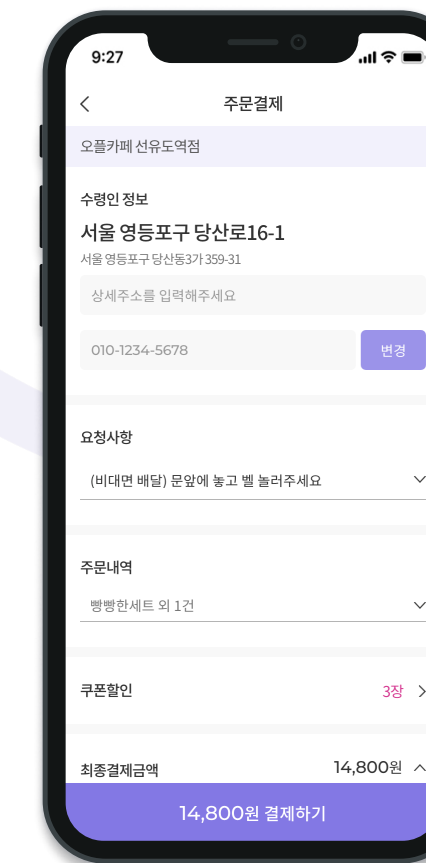 9:27
주문결제
오플카페 선유도역점
수령인 정보
서울 영등포구 당산로16-1
서울 영등포구 당산동3가 359-31
상세주소를 입력해주세요
010-1234-5678
변경
요청사항
(비대면 배달) 문앞에 놓고 벨 눌러주세요
주문내역
빵빵한세트 외 1건
쿠폰할인
3장
최종결제금액
14,800원
14,800원 결제하기